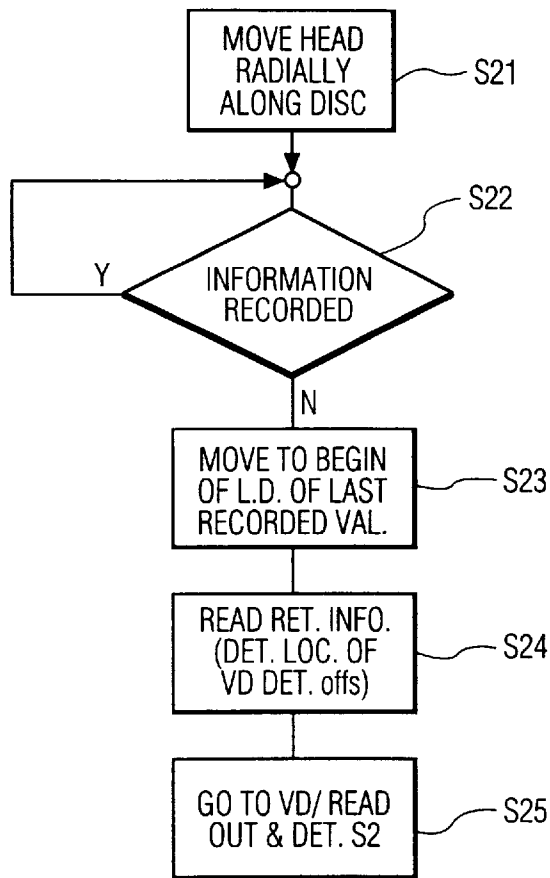 MOVE HEAD
RADIALLY
ALONG DISC
S21
S22
Y
INFORMATION
RECORDED
N
MOVE TO BEGIN
OF L.D. OF LAST
RECORDED VAL.
S23
READ RET. INFO.
(DET. LOC. OF
VD DET. offs)
S24
GO TO VD/ READ
OUT & DET. S2
S25